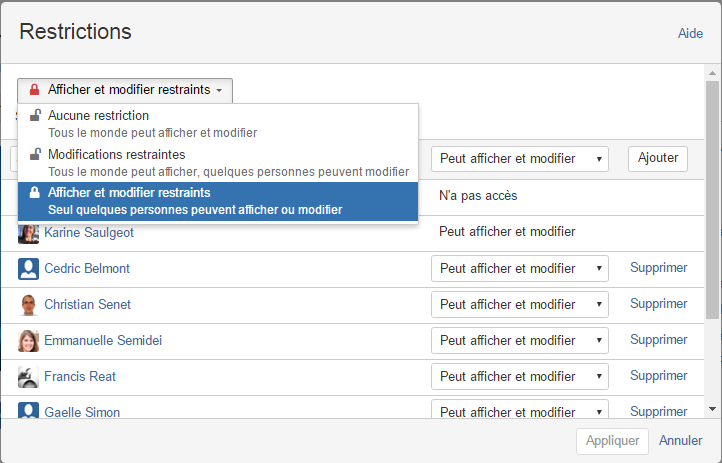 Restrictions
Aide
Afficher et modifier restraints
Aucune restriction
Tous le monde peut afficher et modifier
Modifications restraintes
Tous le monde peut afficher, quelques personnes peuvent modifier
Afficher et modifier restraints
Seul quelques personnes peuvent afficher ou modifier
Peut afficher et modifier
Ajouter
N'a pas accès
Karine Saulgeot
Peut afficher et modifier
Cedric Belmont
Peut afficher et modifier
Supprimer
Christian Senet
Peut afficher et modifier
Supprimer
Emmanuelle Semidei
Peut afficher et modifier
Supprimer
Francis Reat
Peut afficher et modifier
Supprimer
Gaelle Simon
Peut afficher et modifier
Supprimer
Appliquer
Annuler